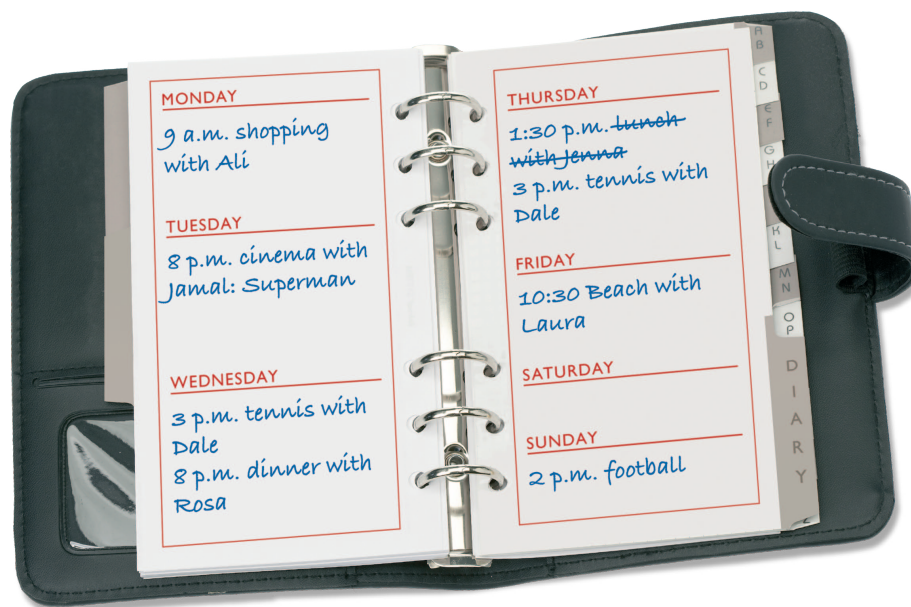 MONDAY
9 a.m. shopping
with Ali
TUESDAY
8 p.m. cinema with
Jamal: Superman
WEDNESDAY
3 p.m. tennis with
Dale
8 p.m. dinner with
Rosa
THURSDAY
1:30 p.m. lunch
with Jenna
3 p.m. tennis with
Dale
FRIDAY
10:30 Beach with
Laura
SATURDAY
SUNDAY
2 p.m. football
A
B
C
D
E
F
G
H
K
L
M
N
O
P
D
I
A
R
Y